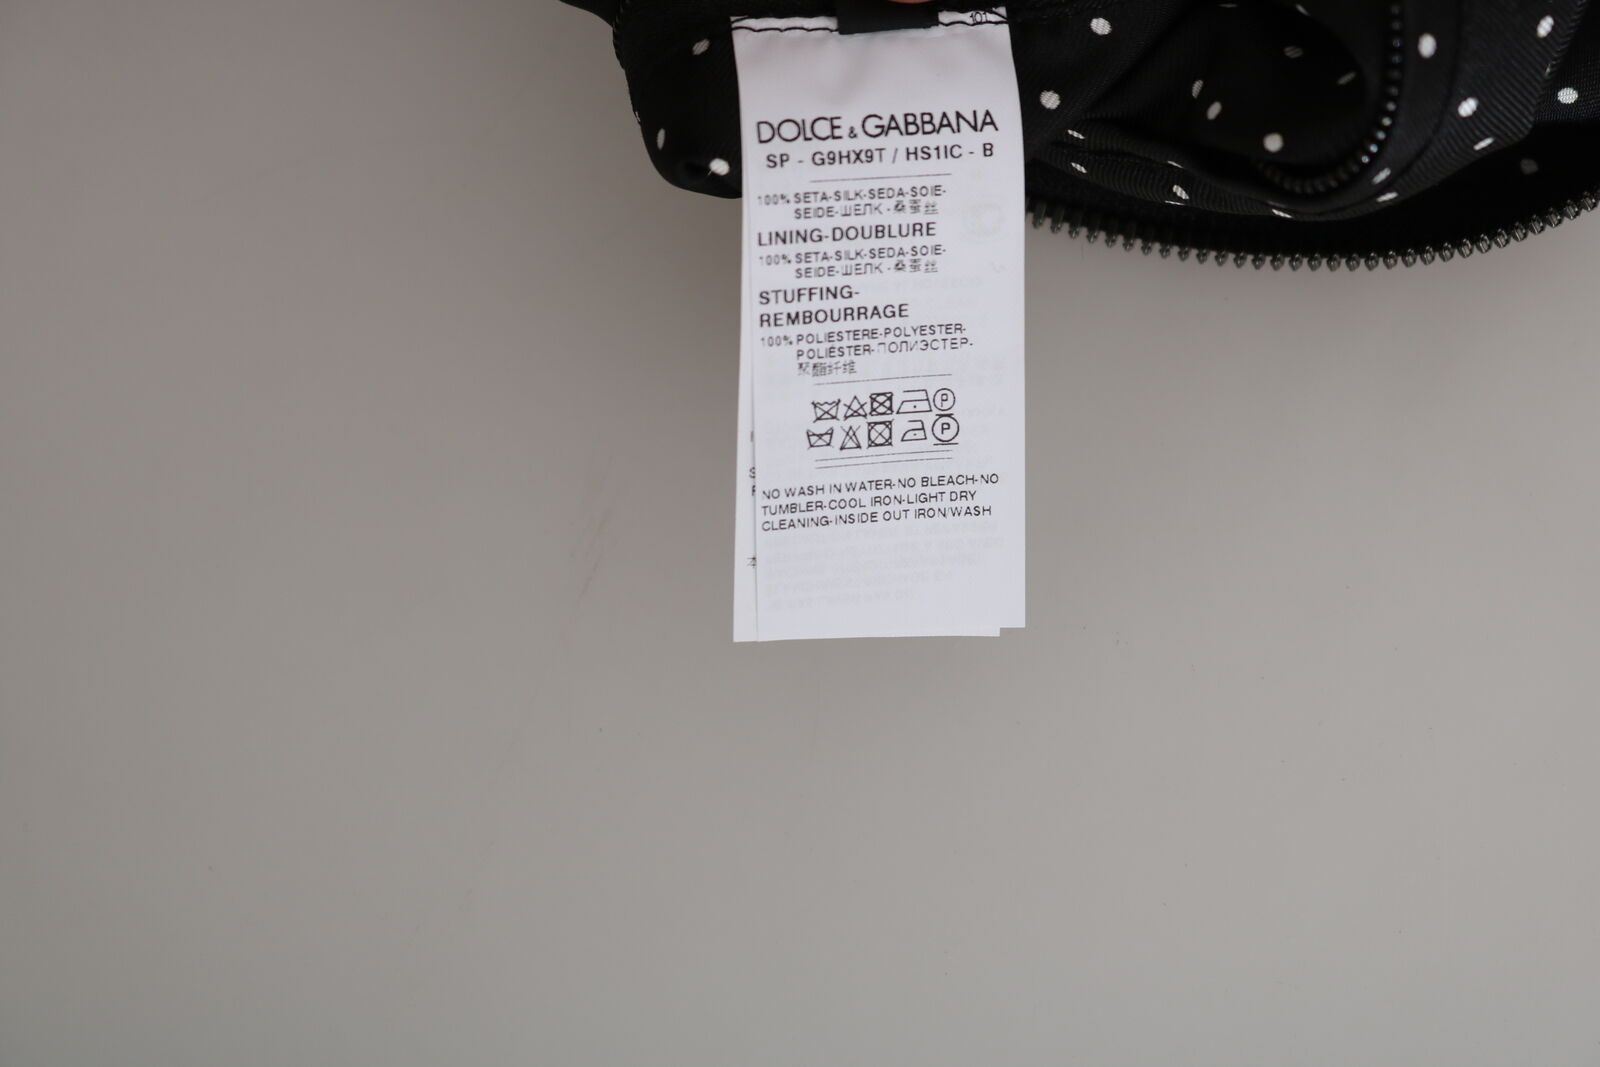 101
DOLCE & GABBANA
SP - G9HX9T / HS1IC - B
100% SETA-SILK-SEDA-SOIE-
SEIDE-ШЕЛК-桑蚕丝
LINING-DOUBLURE
100% SETA-SILK-SEDA-SOIE-
SEIDE-ШЕЛК-桑蚕丝
STUFFING-
REMBOURRAGE
100% POLIESTERE-POLYESTER-
POLIÉSTER-ПОЛИЭСТЕР-
聚酯纤维
P
P
NO WASH IN WATER-NO BLEACH-NO
TUMBLER-COOL IRON-LIGHT DRY
CLEANING-INSIDE OUT IRON/WASH